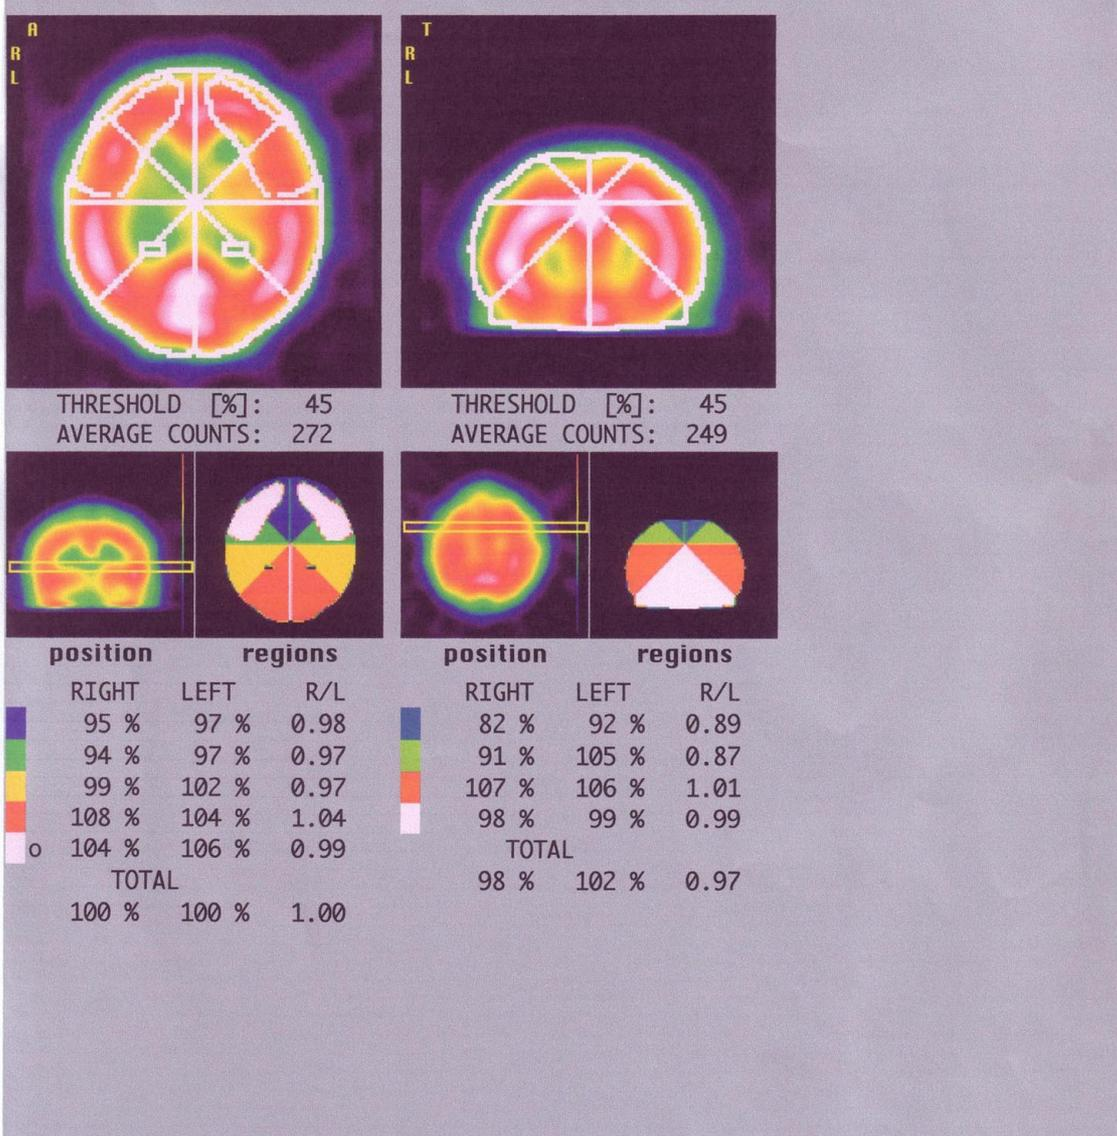 A
R
L
THRESHOLD [%]: 45
AVERAGE COUNTS: 272
position regions
RIGHT LEFT R/L
95 % 97 % 0.98
94 % 97 % 0.97
99 % 102 % 0.97
108 % 104 % 1.04
o 104 % 106 % 0.99
TOTAL
100 % 100 % 1.00
T
R
L
THRESHOLD [%]: 45
AVERAGE COUNTS: 249
position regions
RIGHT LEFT R/L
82 % 92 % 0.89
91 % 105 % 0.87
107 % 106 % 1.01
98 % 99 % 0.99
TOTAL
98 % 102 % 0.97